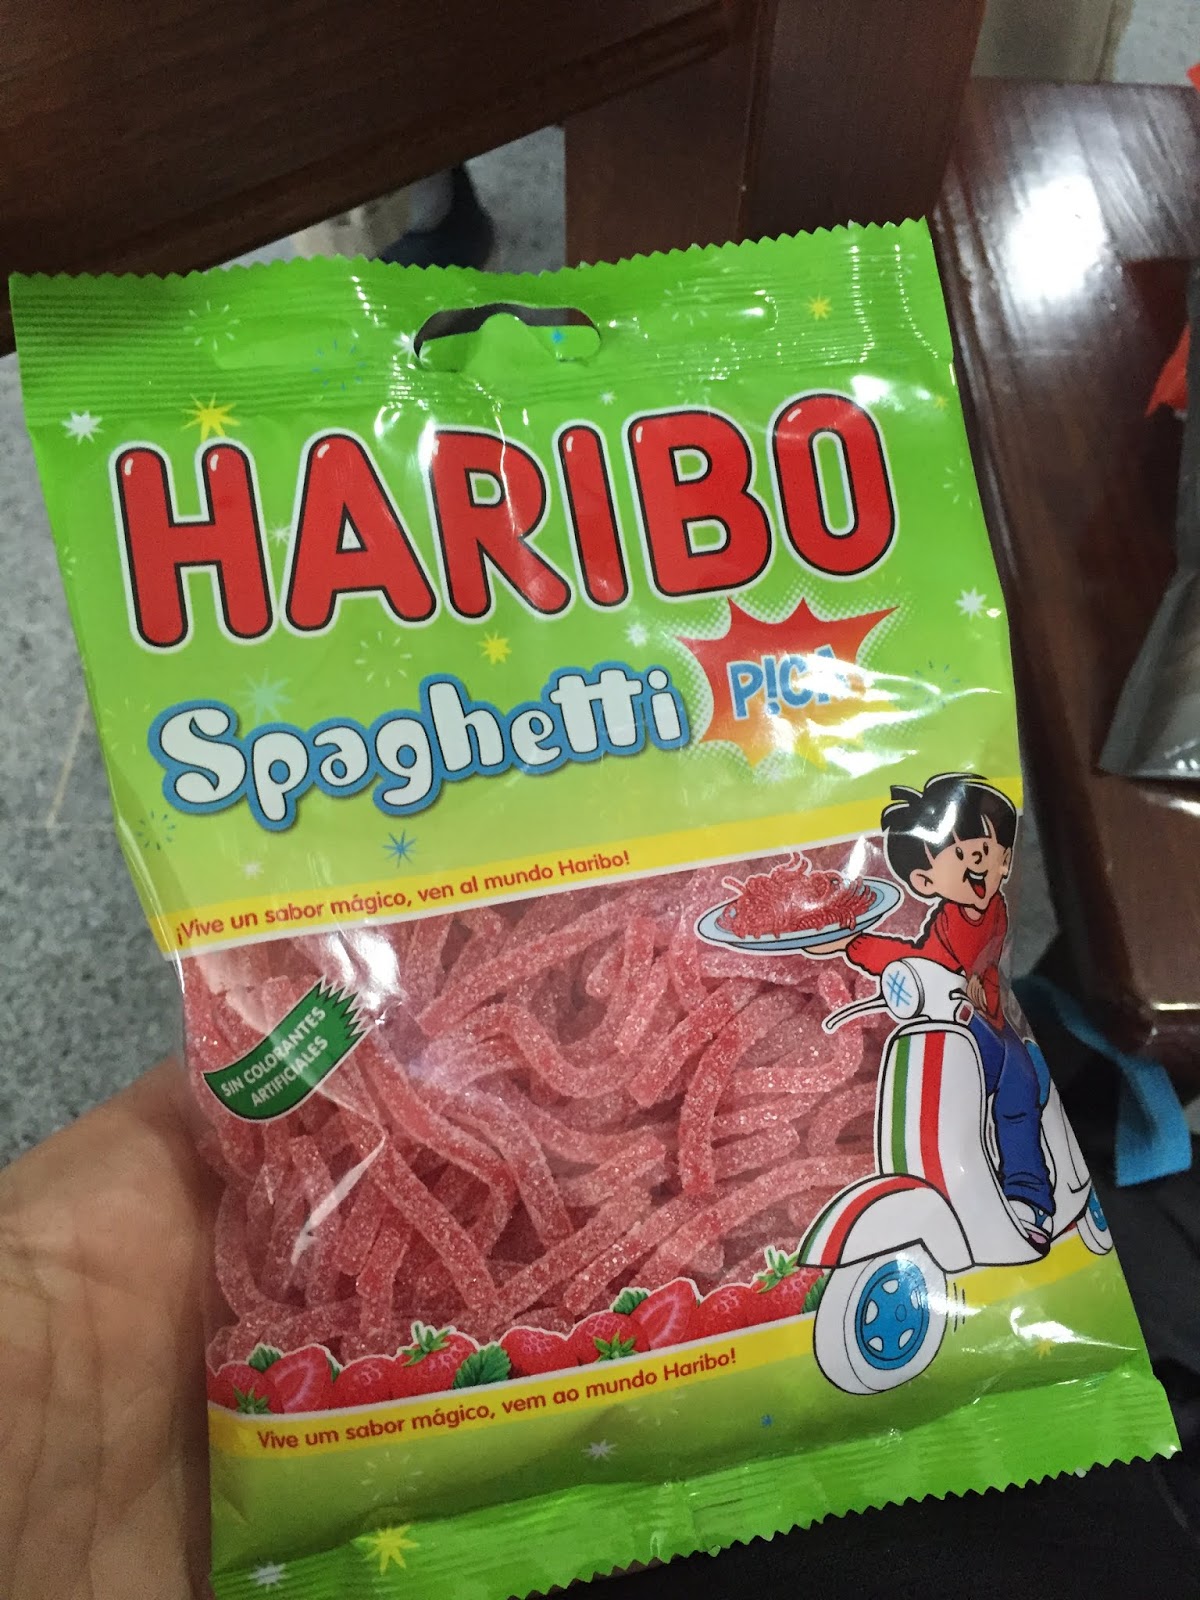 HARIBO
Spaghetti
P!CA
¡Vive un sabor mágico, ven al mundo Haribo!
SIN COLORANTES
ARTIFICIALES
Vive um sabor mágico, vem ao mundo Haribo!